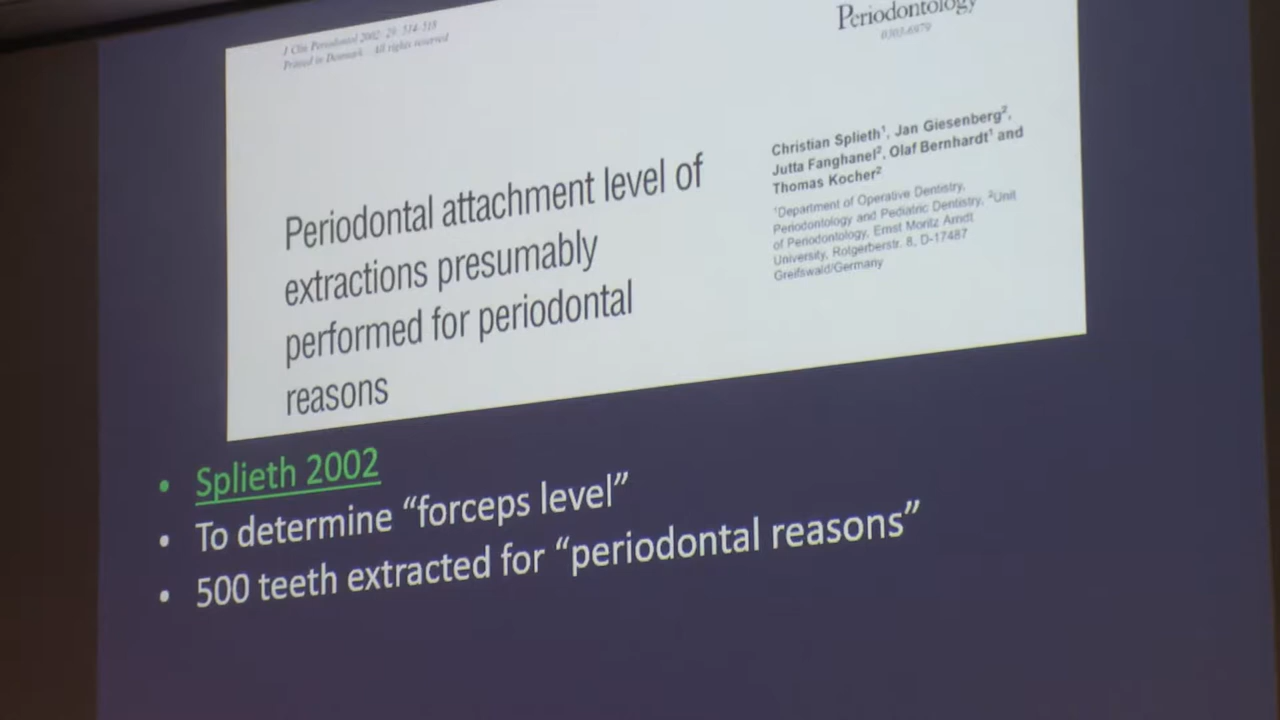 J Clin Periodontol 2002: 29: 514–518
Printed in Denmark. All rights reserved
Periodontology
0303-6979
Periodontal attachment level of
extractions presumably
performed for periodontal
reasons
Christian Splieth¹, Jan Giesenberg²,
Jutta Fanghanel², Olaf Bernhardt¹ and
Thomas Kocher²
¹Department of Operative Dentistry,
Periodontology and Pediatric Dentistry, ²Unit
of Periodontology, Ernst Moritz Arndt
University, Rotgerberstr. 8, D-17487
Greifswald/Germany
• Splieth 2002
• To determine “forceps level”
• 500 teeth extracted for “periodontal reasons”